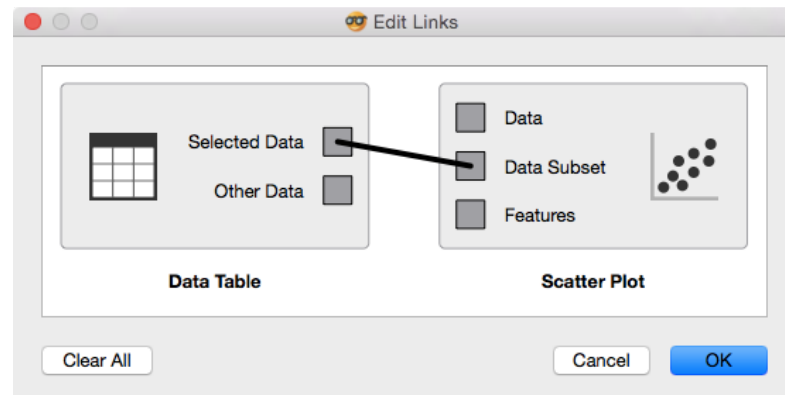 Edit Links
Selected Data
Other Data
Data
Data Subset
Features
Data Table
Scatter Plot
Clear All
Cancel
OK